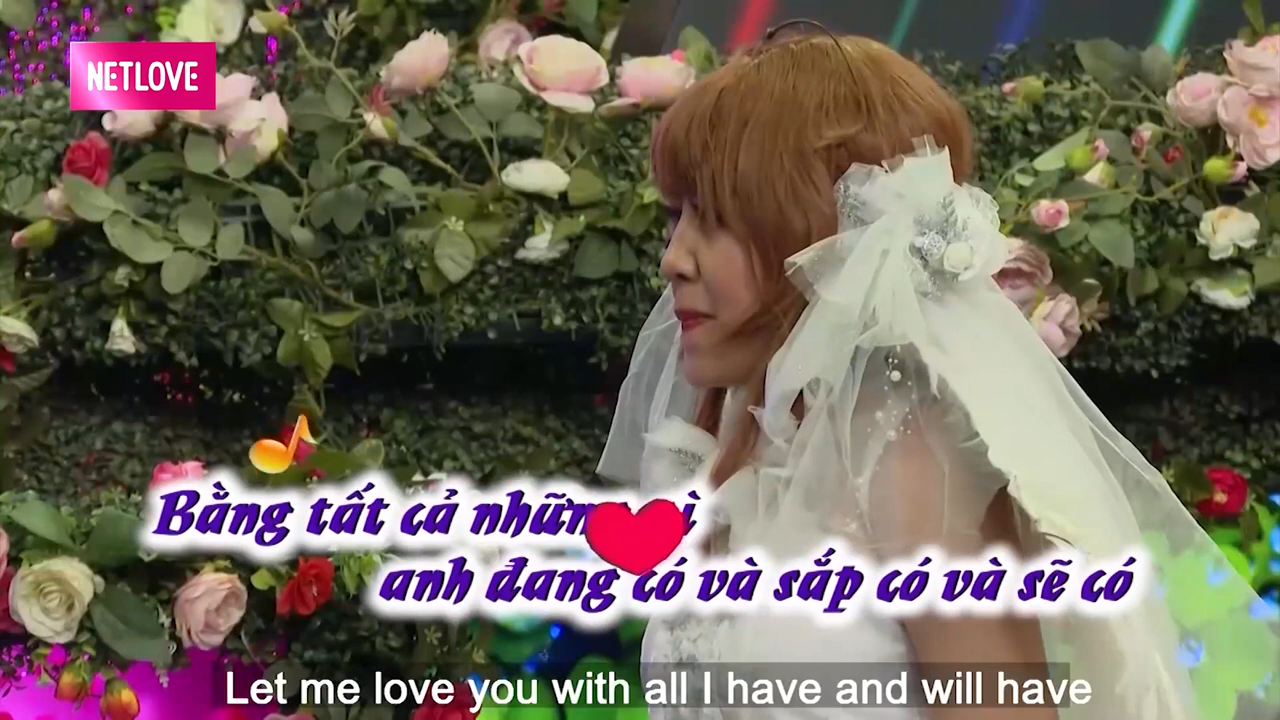 NETLOVE
Bằng tất cả những gì
anh đang có và sắp có và sẽ có
Let me love you with all I have and will have